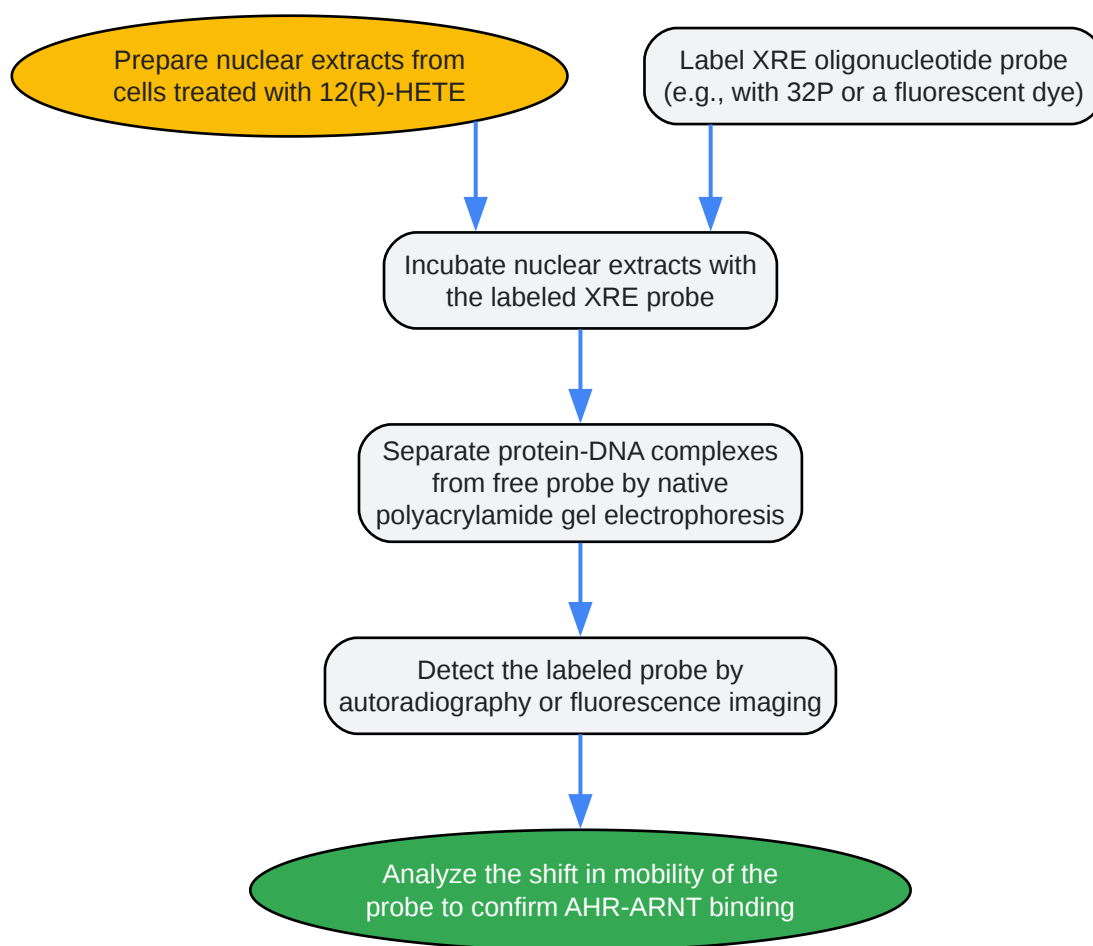 Prepare nuclear extracts from
cells treated with 12(R)-HETE
Label XRE oligonucleotide probe
(e.g., with 32P or a fluorescent dye)
Incubate nuclear extracts with
the labeled XRE probe
Separate protein-DNA complexes
from free probe by native
polyacrylamide gel electrophoresis
Detect the labeled probe by
autoradiography or fluorescence imaging
Analyze the shift in mobility of the
probe to confirm AHR-ARNT binding